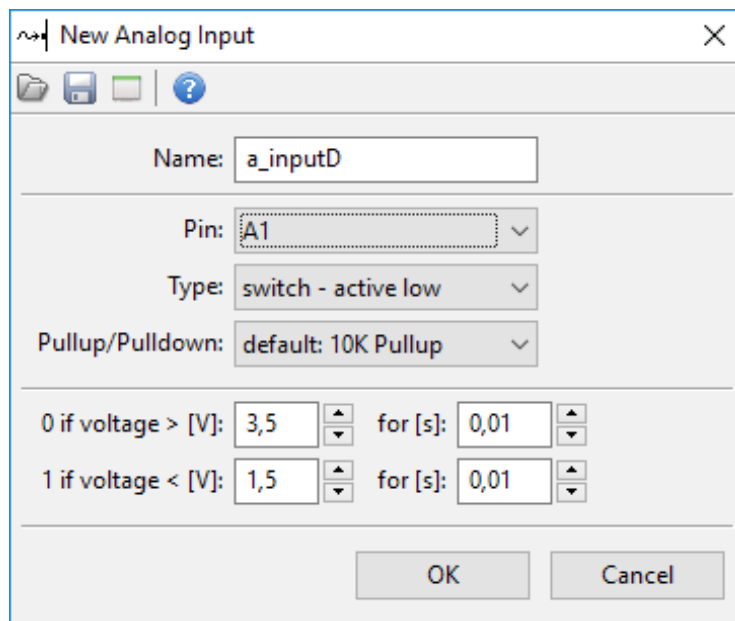 New Analog Input
?
Name: a_inputD
Pin: A1
Type: switch - active low
Pullup/Pulldown: default: 10K Pullup
0 if voltage > [V]: 3,5 for [s]: 0,01
1 if voltage < [V]: 1,5 for [s]: 0,01
OK Cancel